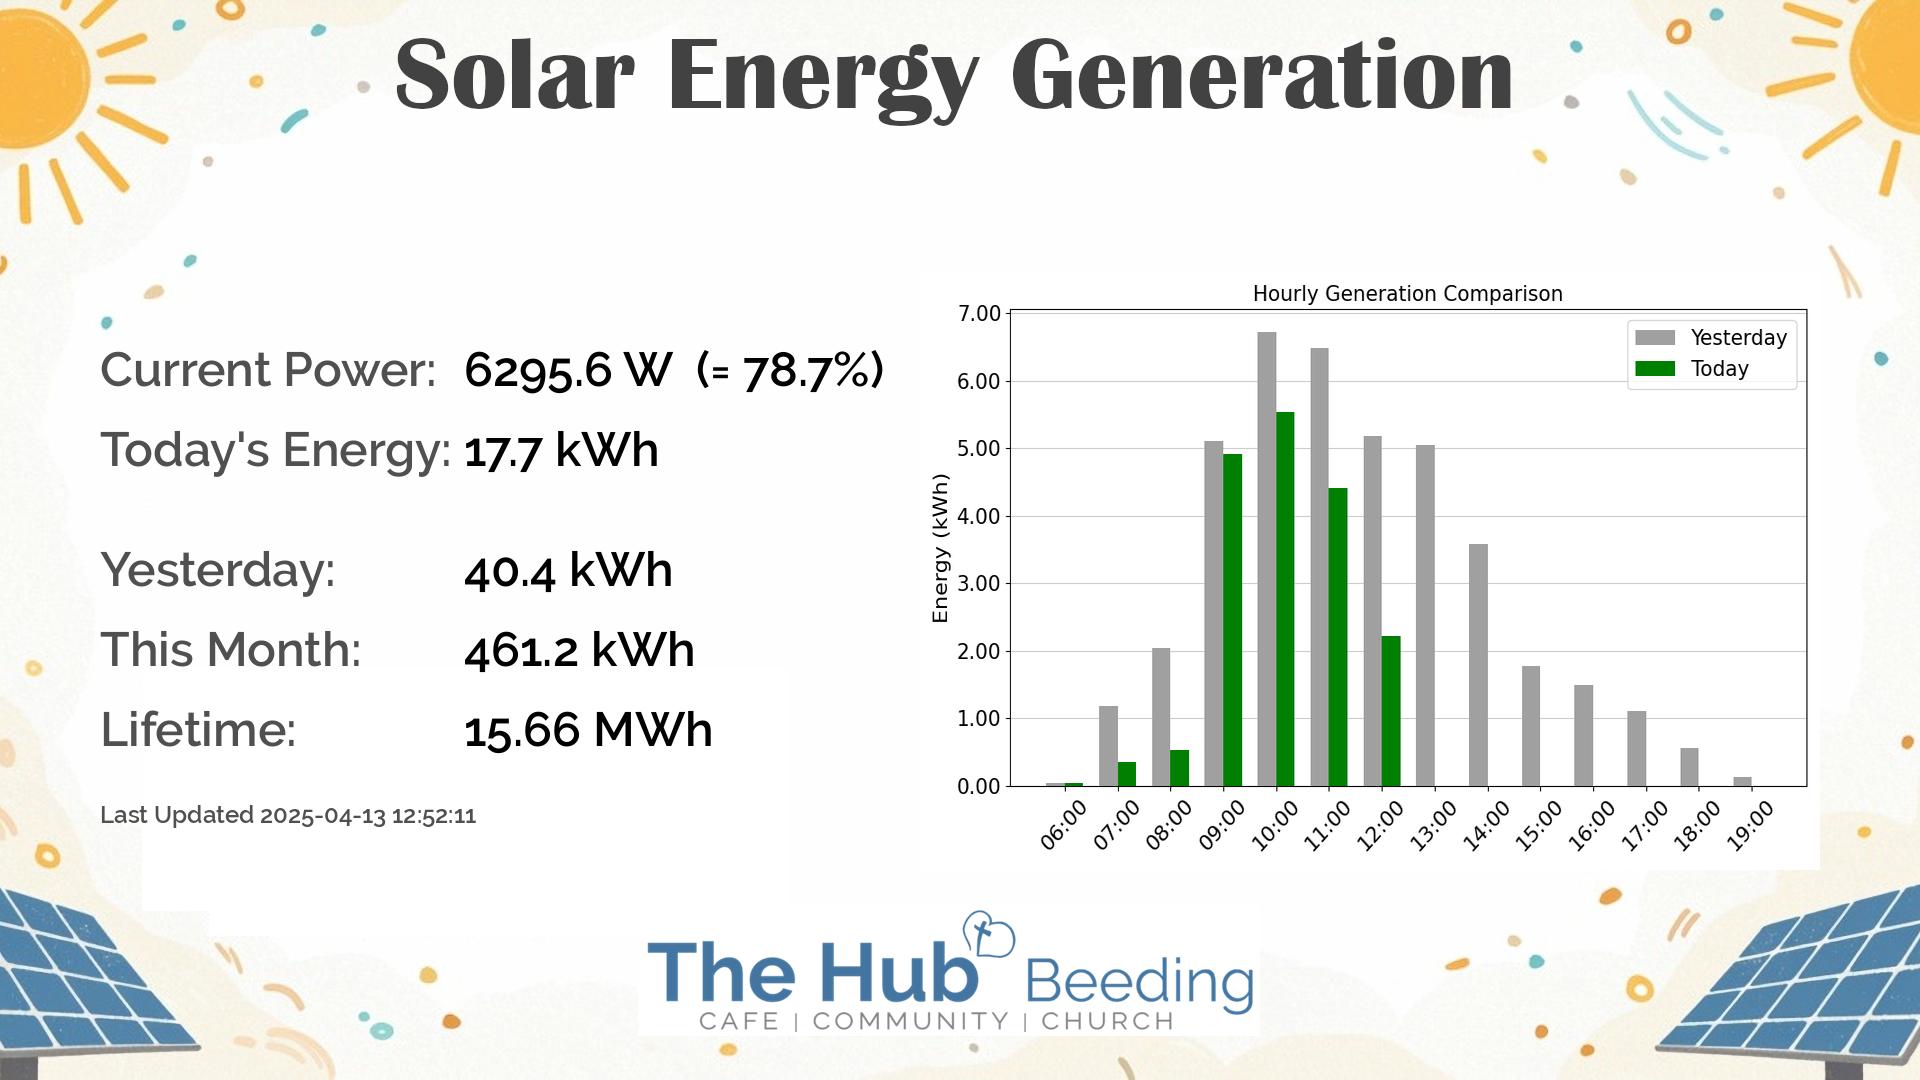 Solar Energy Generation
Current Power: 6295.6 W (= 78.7%)
Today's Energy: 17.7 kWh
Yesterday: 40.4 kWh
This Month: 461.2 kWh
Lifetime: 15.66 MWh
Last Updated 2025-04-13 12:52:11
Hourly Generation Comparison
Yesterday
Today
Energy (kWh)
7.00
6.00
5.00
4.00
3.00
2.00
1.00
0.00
06:00 07:00 08:00 09:00 10:00 11:00 12:00 13:00 14:00 15:00 16:00 17:00 18:00 19:00
The Hub Beeding
CAFE | COMMUNITY | CHURCH